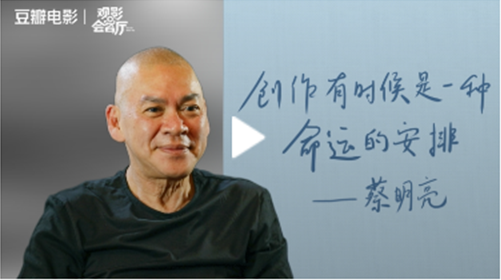 豆瓣电影
观影会客厅
创作有时候是一种
命运的安排
——蔡明亮